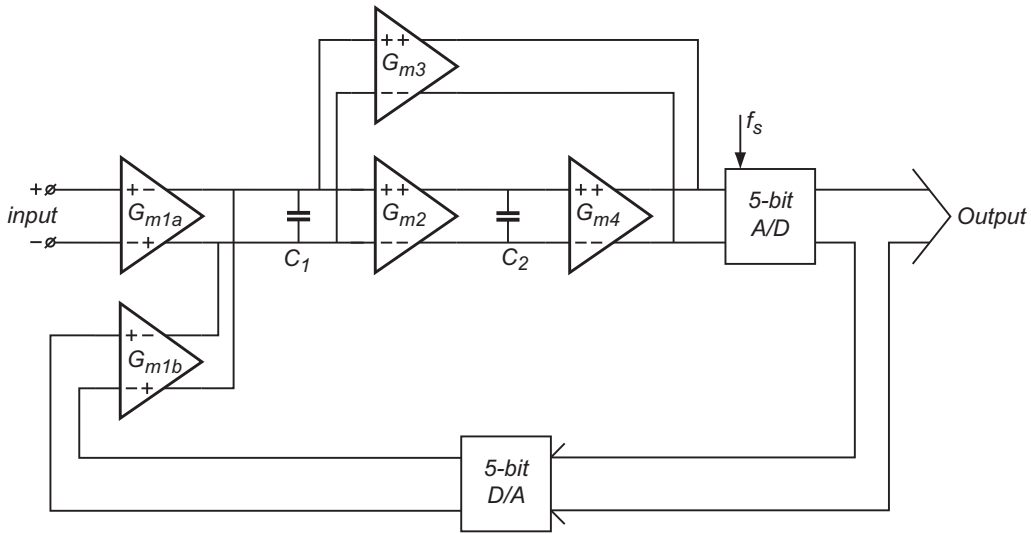 ++
Gm3
−−
fs
+
input
−
+−
Gm1a
−+
C1
++
Gm2
−−
C2
++
Gm4
−−
5-bit
A/D
Output
+−
Gm1b
−+
5-bit
D/A